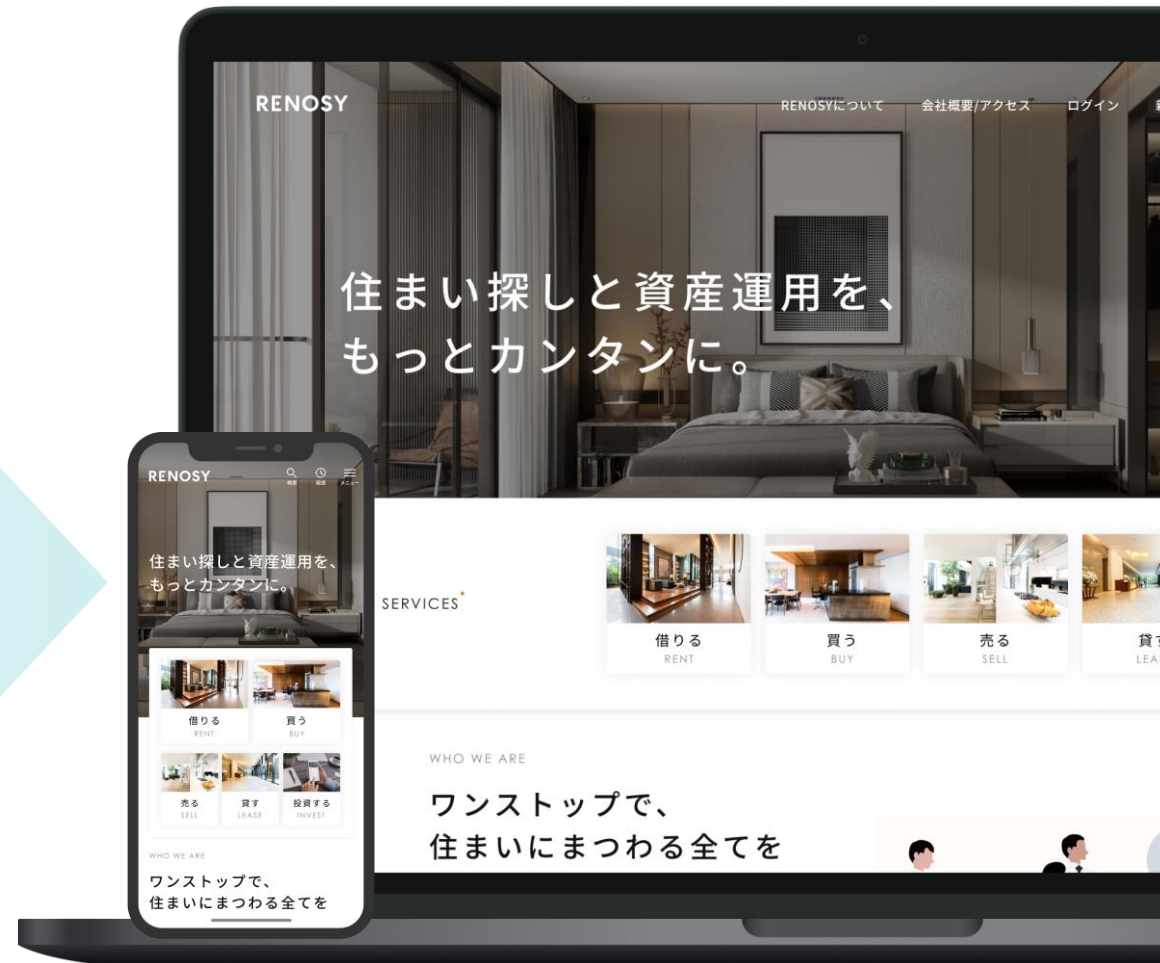 RENOSY
RENOSYについて 会社概要/アクセス ログイン
住まい探しと資産運用を、
もっとカンタンに。
SERVICES
借りる
RENT
買う
BUY
売る
SELL
WHO WE ARE
ワンストップで、
住まいにまつわる全てを
RENOSY
検索
メニュー
住まい探しと資産運用を、
もっとカンタンに。
借りる
RENT
買う
BUY
売る
SELL
貸す
LEASE
投資する
INVEST
WHO WE ARE
ワンストップで、
住まいにまつわる全てを